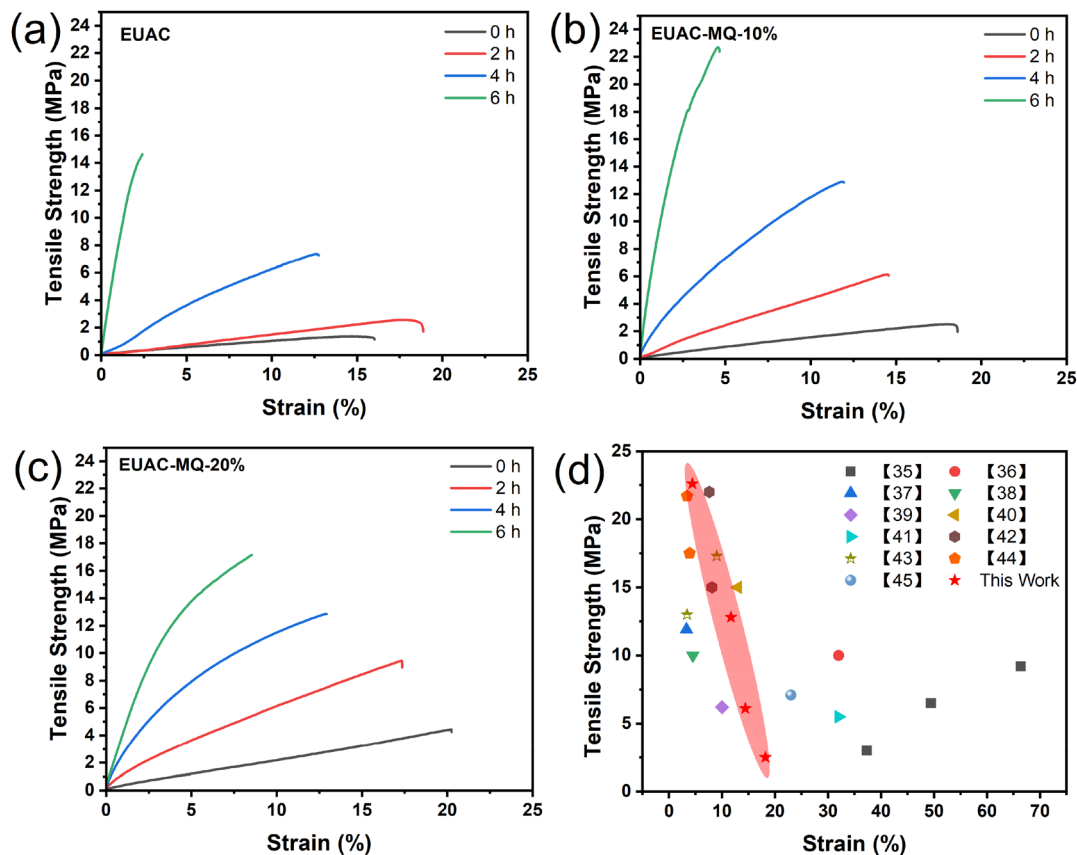 (a)
EUAC
0 h
2 h
4 h
6 h
24
22
20
18
16
14
12
10
8
6
4
2
0
0 5 10 15 20 25
Tensile Strength (MPa)
Strain (%)
(b)
EUAC-MQ-10%
0 h
2 h
4 h
6 h
24
22
20
18
16
14
12
10
8
6
4
2
0
0 5 10 15 20 25
Tensile Strength (MPa)
Strain (%)
(c)
EUAC-MQ-20%
0 h
2 h
4 h
6 h
24
22
20
18
16
14
12
10
8
6
4
2
0
0 5 10 15 20 25
Tensile Strength (MPa)
Strain (%)
(d)
【35】 【36】
【37】 【38】
【39】 【40】
【41】 【42】
【43】 【44】
【45】 This Work
25
20
15
10
5
0
0 10 20 30 40 50 60 70
Tensile Strength (MPa)
Strain (%)